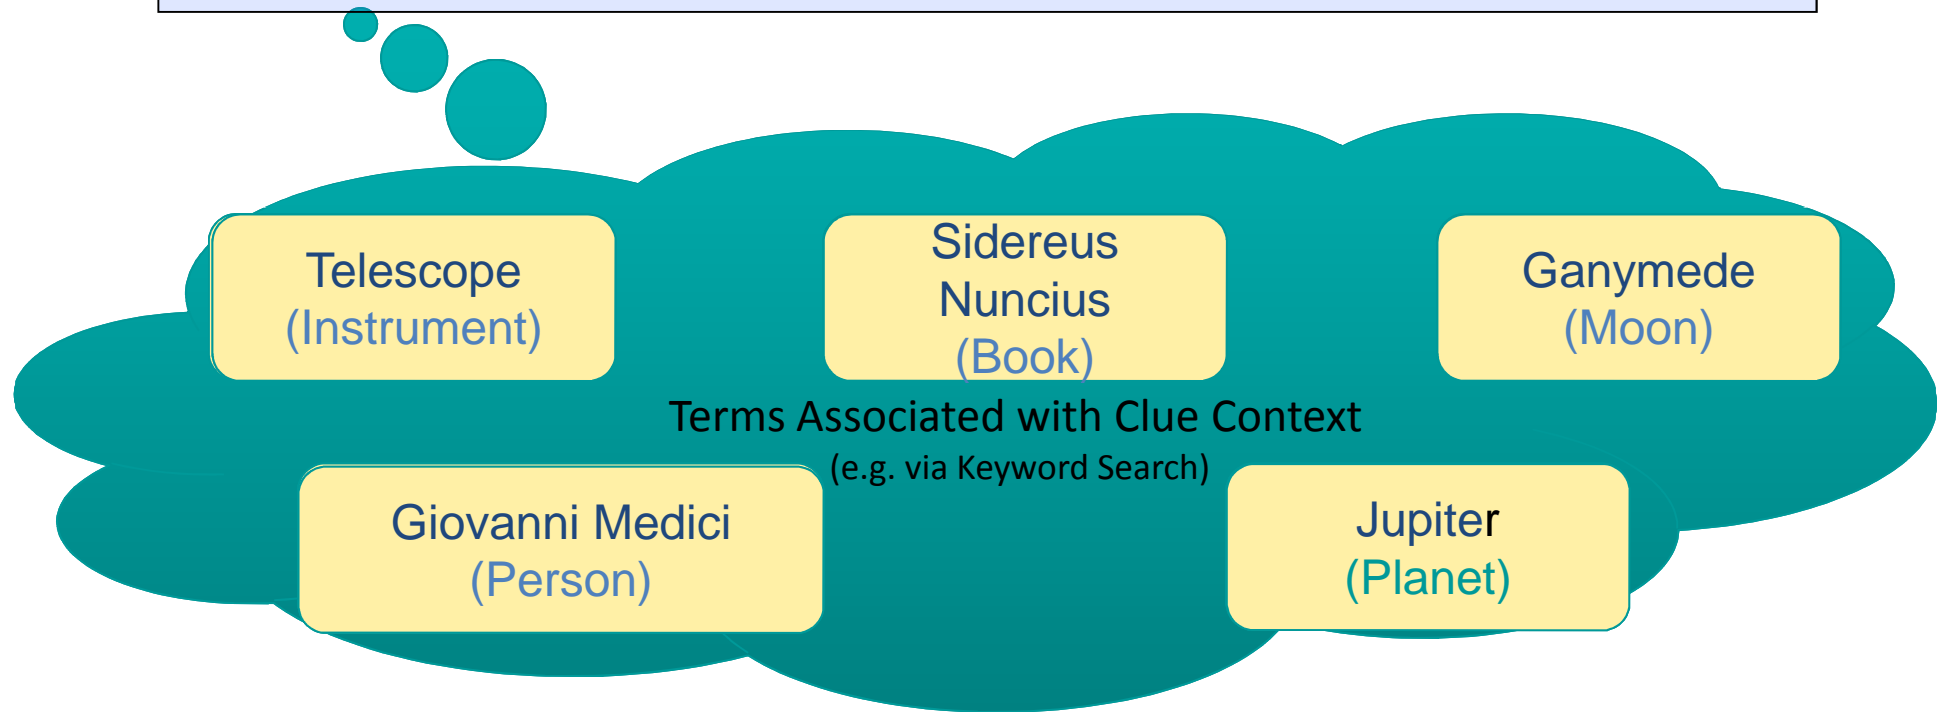 Telescope
(Instrument)
Sidereus
Nuncius
(Book)
Ganymede
(Moon)
Terms Associated with Clue Context
(e.g. via Keyword Search)
Giovanni Medici
(Person)
Jupiter
(Planet)